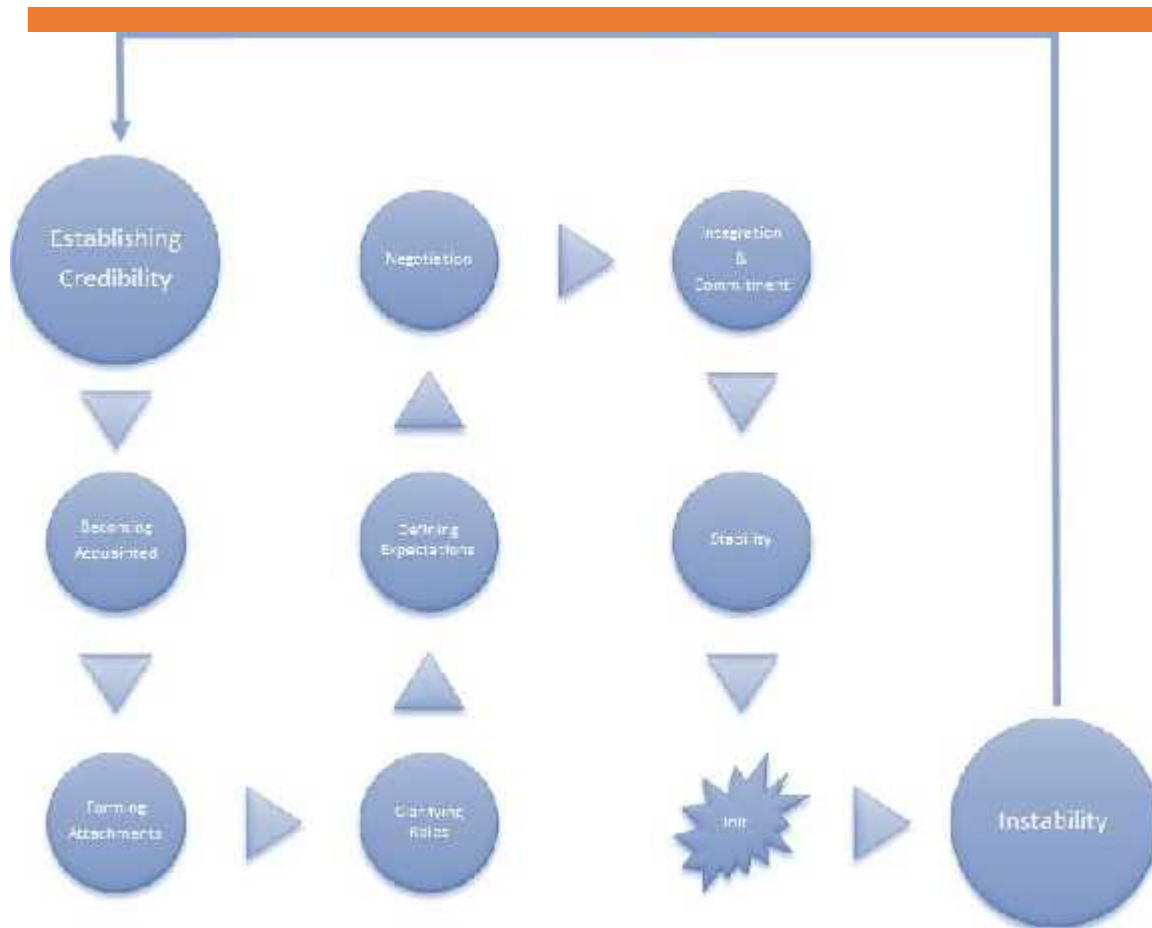 Establishing
Credibility
Becoming
Acquainted
Forming
Attachments
Clarifying
Roles
Defining
Expectations
Negotiation
Integration
&
Commitment
Stability
Instability